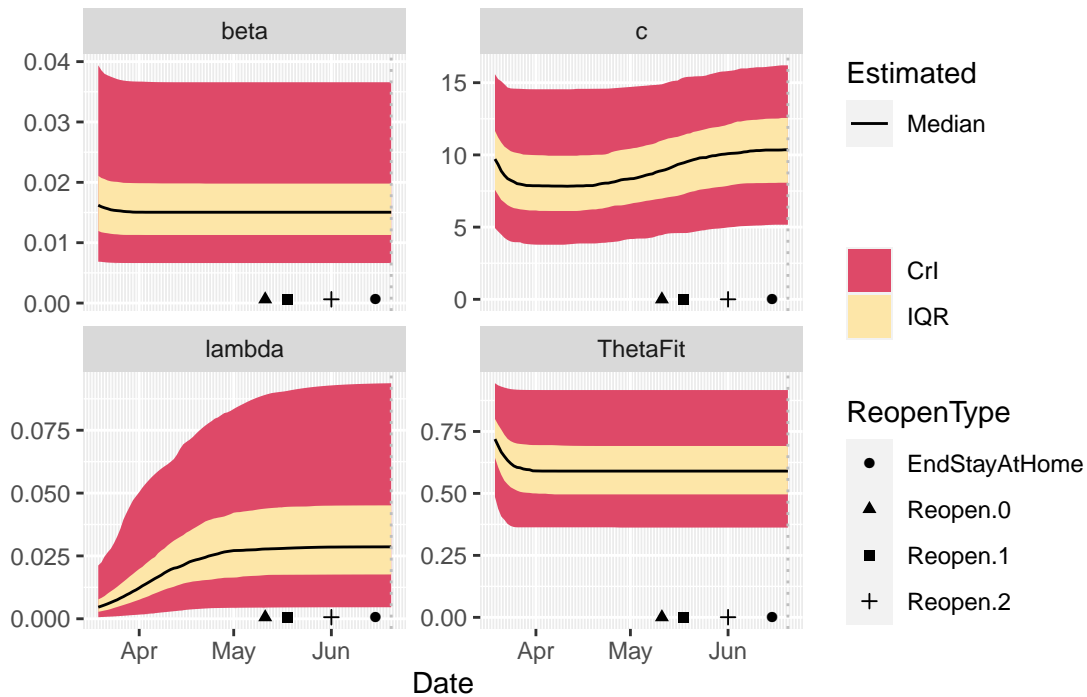 beta
c
0.04
0.03
0.02
0.01
0.00
15
10
5
0
lambda
ThetaFit
0.075
0.050
0.025
0.000
0.75
0.50
0.25
0.00
Apr May Jun
Apr May Jun
Date
Estimated
Median
CrI
IQR
ReopenType
EndStayAtHome
Reopen.0
Reopen.1
Reopen.2